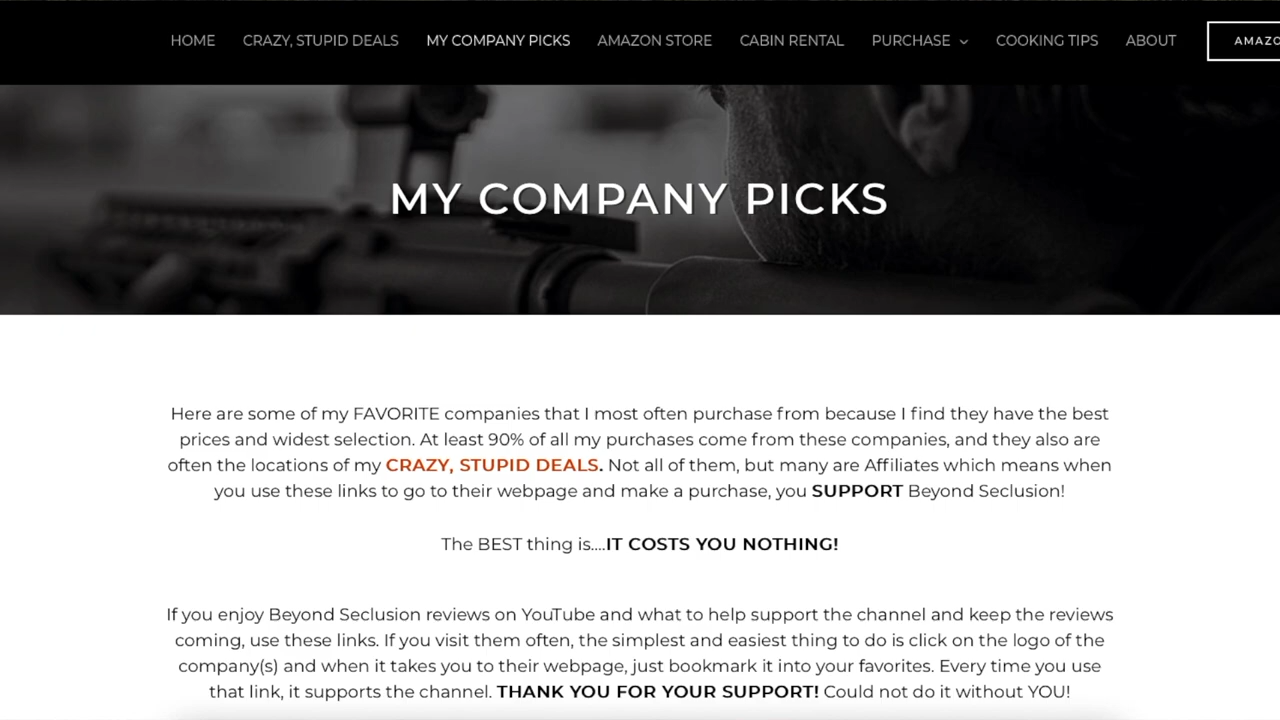 HOME CRAZY, STUPID DEALS MY COMPANY PICKS AMAZON STORE CABIN RENTAL PURCHASE COOKING TIPS ABOUT
MY COMPANY PICKS
Here are some of my FAVORITE companies that I most often purchase from because I find they have the best
prices and widest selection. At least 90% of all my purchases come from these companies, and they also are
often the locations of my CRAZY, STUPID DEALS. Not all of them, but many are Affiliates which means when
you use these links to go to their webpage and make a purchase, you SUPPORT Beyond Seclusion!
The BEST thing is....IT COSTS YOU NOTHING!
If you enjoy Beyond Seclusion reviews on YouTube and what to help support the channel and keep the reviews
coming, use these links. If you visit them often, the simplest and easiest thing to do is click on the logo of the
company(s) and when it takes you to their webpage, just bookmark it into your favorites. Every time you use
that link, it supports the channel. THANK YOU FOR YOUR SUPPORT! Could not do it without YOU!